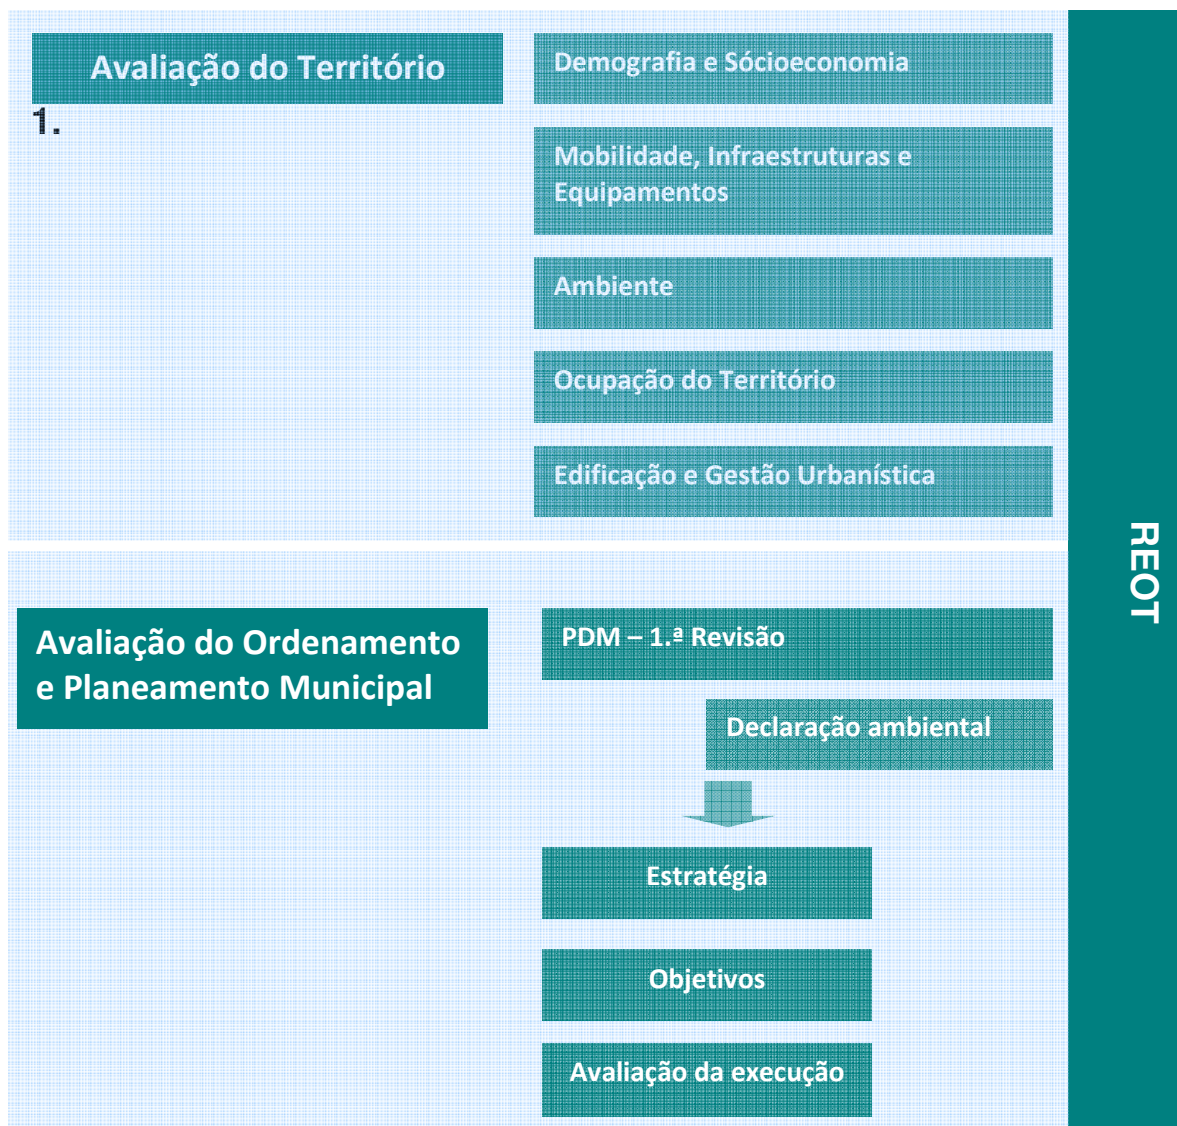 Avaliação do Território
1.
Demografia e Sócioeconomia
Mobilidade, Infraestruturas e
Equipamentos
Ambiente
Ocupação do Território
Edificação e Gestão Urbanística
Avaliação do Ordenamento
e Planeamento Municipal
PDM – 1.ª Revisão
Declaração ambiental
Estratégia
Objetivos
Avaliação da execução
REOT